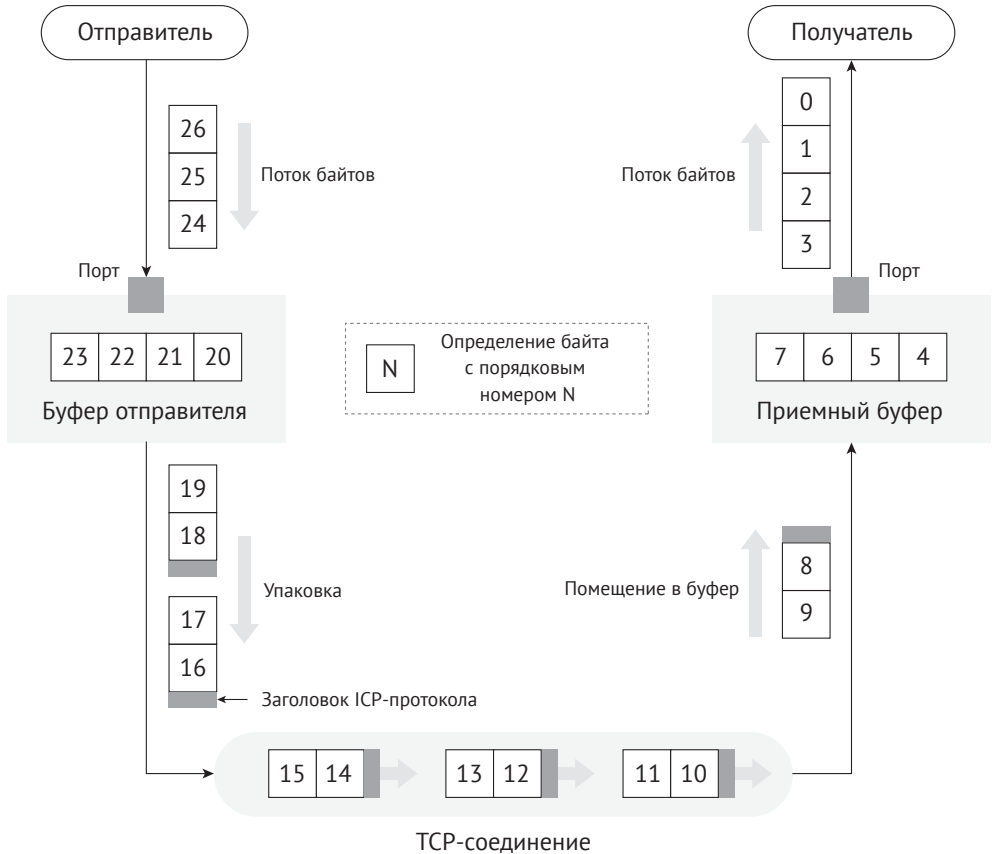 Отправитель
Получатель
26
25
24
Поток байтов
Поток байтов
0
1
2
3
Порт
Порт
23 22 21 20
Буфер отправителя
N
Определение байта
с порядковым
номером N
7 6 5 4
Приемный буфер
19
18
Упаковка
17
16
Заголовок ICP-протокола
Помещение в буфер
8
9
15 14
13 12
11 10
TCP-соединение